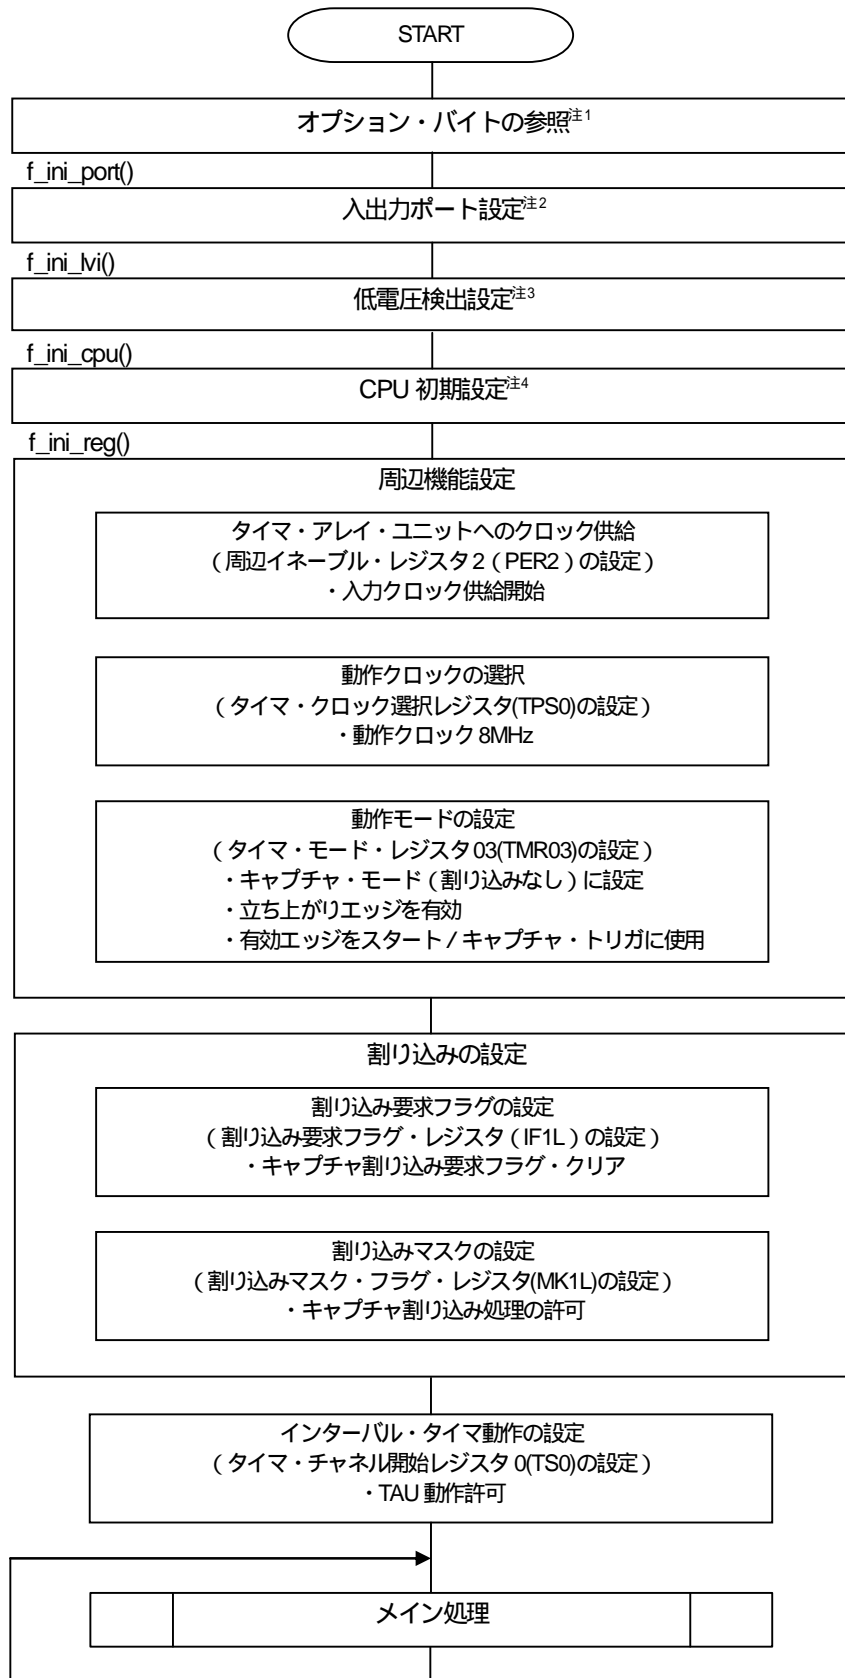 START
オプション・バイトの参照注1
f_ini_port()
入出力ポート設定注2
f_ini_lvi()
低電圧検出設定注3
f_ini_cpu()
CPU 初期設定注4
f_ini_reg()
周辺機能設定
タイマ・アレイ・ユニットへのクロック供給
(周辺イネーブル・レジスタ2(PER2)の設定)
・入力クロック供給開始
動作クロックの選択
(タイマ・クロック選択レジスタ(TPS0)の設定)
・動作クロック 8MHz
動作モードの設定
(タイマ・モード・レジスタ 03(TMR03)の設定)
・キャプチャ・モード(割り込みなし)に設定
・立ち上がりエッジを有効
・有効エッジをスタート/キャプチャ・トリガに使用
割り込みの設定
割り込み要求フラグの設定
(割り込み要求フラグ・レジスタ(IF1L)の設定)
・キャプチャ割り込み要求フラグ・クリア
割り込みマスクの設定
(割り込みマスク・フラグ・レジスタ(MK1L)の設定)
・キャプチャ割り込み処理の許可
インターバル・タイマ動作の設定
(タイマ・チャネル開始レジスタ 0(TS0)の設定)
・TAU 動作許可
メイン処理